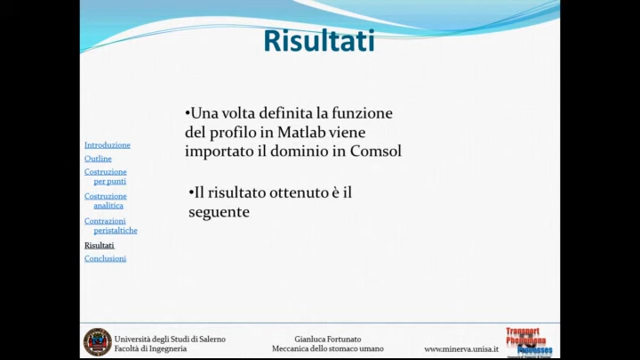 Risultati
•Una volta definita la funzione
del profilo in Matlab viene
importato il dominio in Comsol
•Il risultato ottenuto è il
seguente
Introduzione
Outline
Costruzione
per punti
Costruzione
analitica
Contrazioni
peristaltiche
Risultati
Conclusioni
Università degli Studi di Salerno
Facoltà di Ingegneria
Gianluca Fortunato
Meccanica dello stomaco umano
www.minerva.unisa.it
Transport
Phenomena
Processes